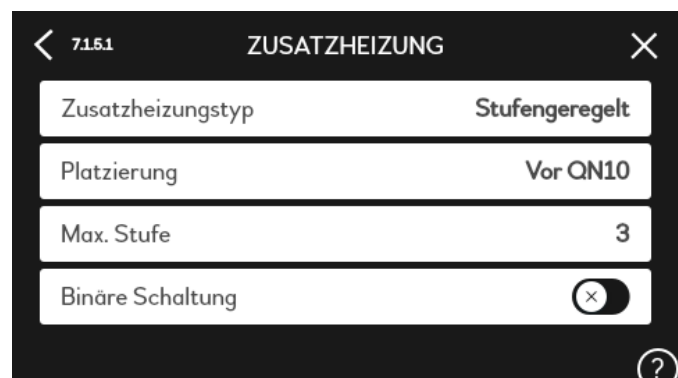 7.1.5.1 ZUSATZHEIZUNG
Zusatzheizungstyp Stufengeregelt
Platzierung Vor QN10
Max. Stufe 3
Binäre Schaltung
?